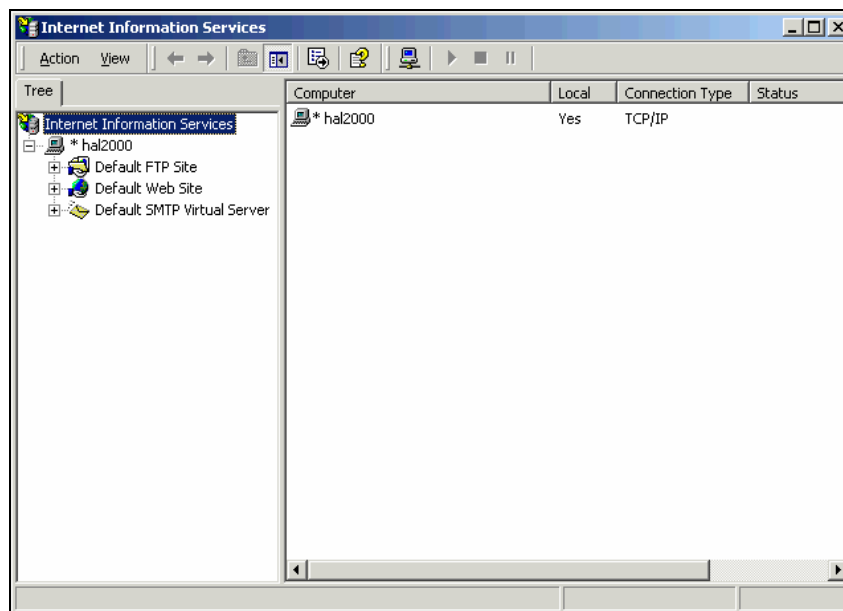 Internet Information Services
Action View
Tree
Computer Local Connection Type Status
Internet Information Services
* hal2000 Yes TCP/IP
* hal2000
Default FTP Site
Default Web Site
Default SMTP Virtual Server